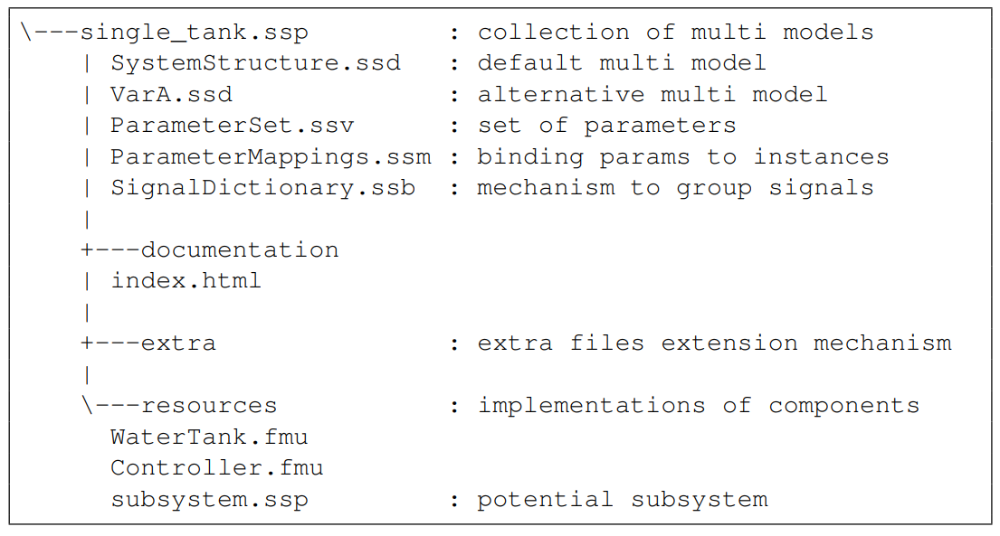 \---single_tank.ssp : collection of multi models
| SystemStructure.ssd : default multi model
| VarA.ssd : alternative multi model
| ParameterSet.ssv : set of parameters
| ParameterMappings.ssm : binding params to instances
| SignalDictionary.ssb : mechanism to group signals
|
+---documentation
| index.html
|
+---extra : extra files extension mechanism
|
\---resources : implementations of components
WaterTank.fmu
Controller.fmu
subsystem.ssp : potential subsystem